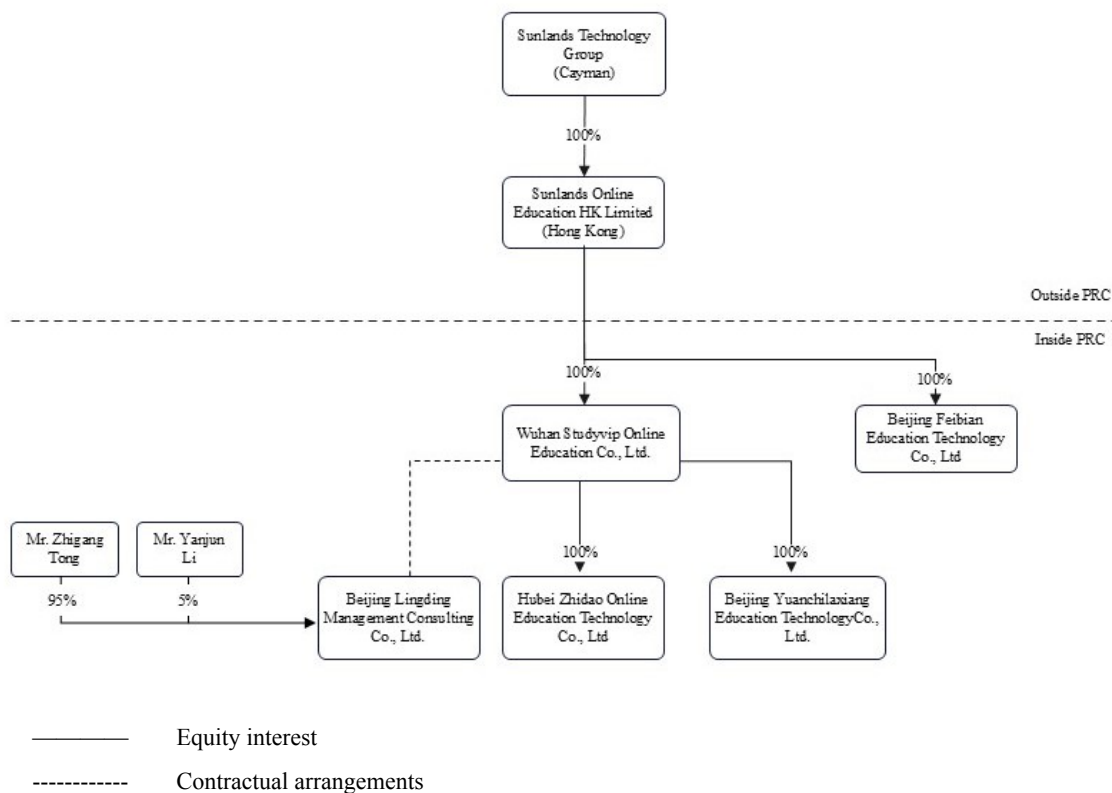 Sunlands Technology
Group
(Cayman)
100%
Sunlands Online
Education HK Limited
(Hong Kong)
Outside PRC
Inside PRC
100%
100%
Wuhan Studyvip Online
Education Co., Ltd.
Beijing Feibian
Education Technology
Co., Ltd
Mr. Zhigang
Tong
Mr. Yanjun
Li
95%
5%
100%
100%
Beijing Lingding
Management Consulting
Co., Ltd.
Hubei Zhidao Online
Education Technology
Co., Ltd
Beijing Yuanchilaxiang
Education TechnologyCo.,
Ltd.
Equity interest
Contractual arrangements